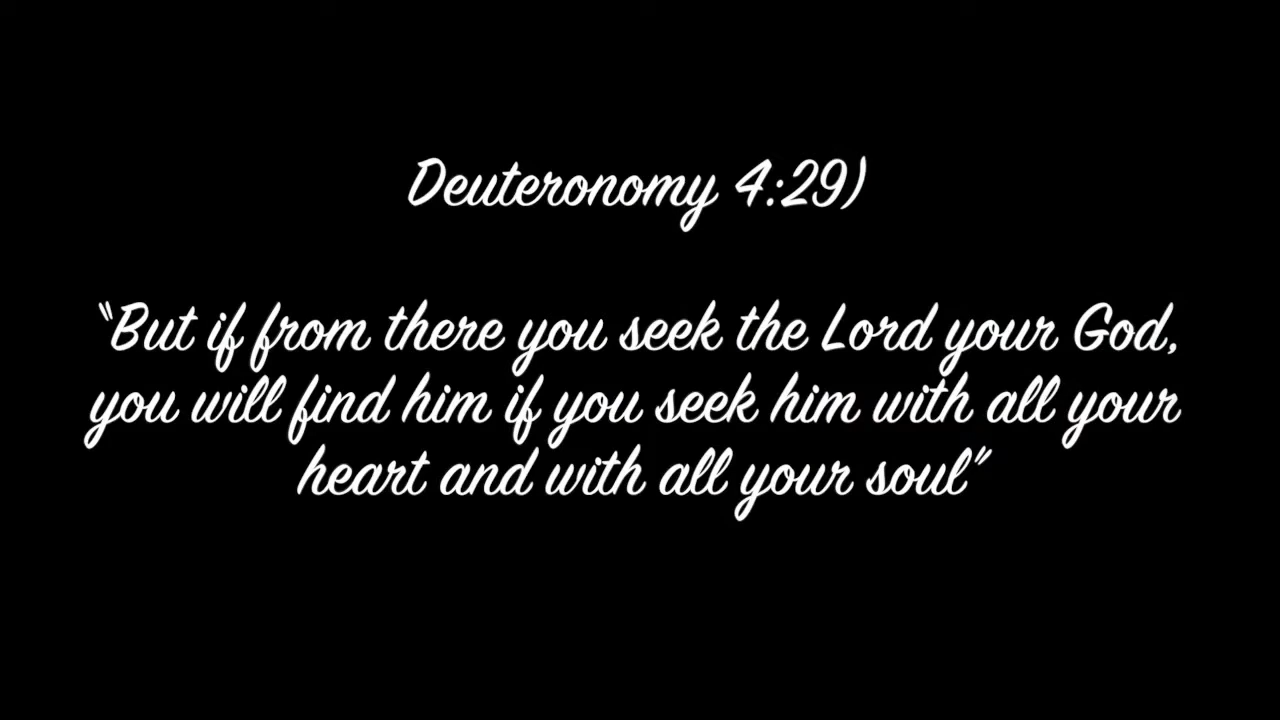 Deuteronomy 4:29)
“But if from there you seek the Lord your God,
you will find him if you seek him with all your
heart and with all your soul”